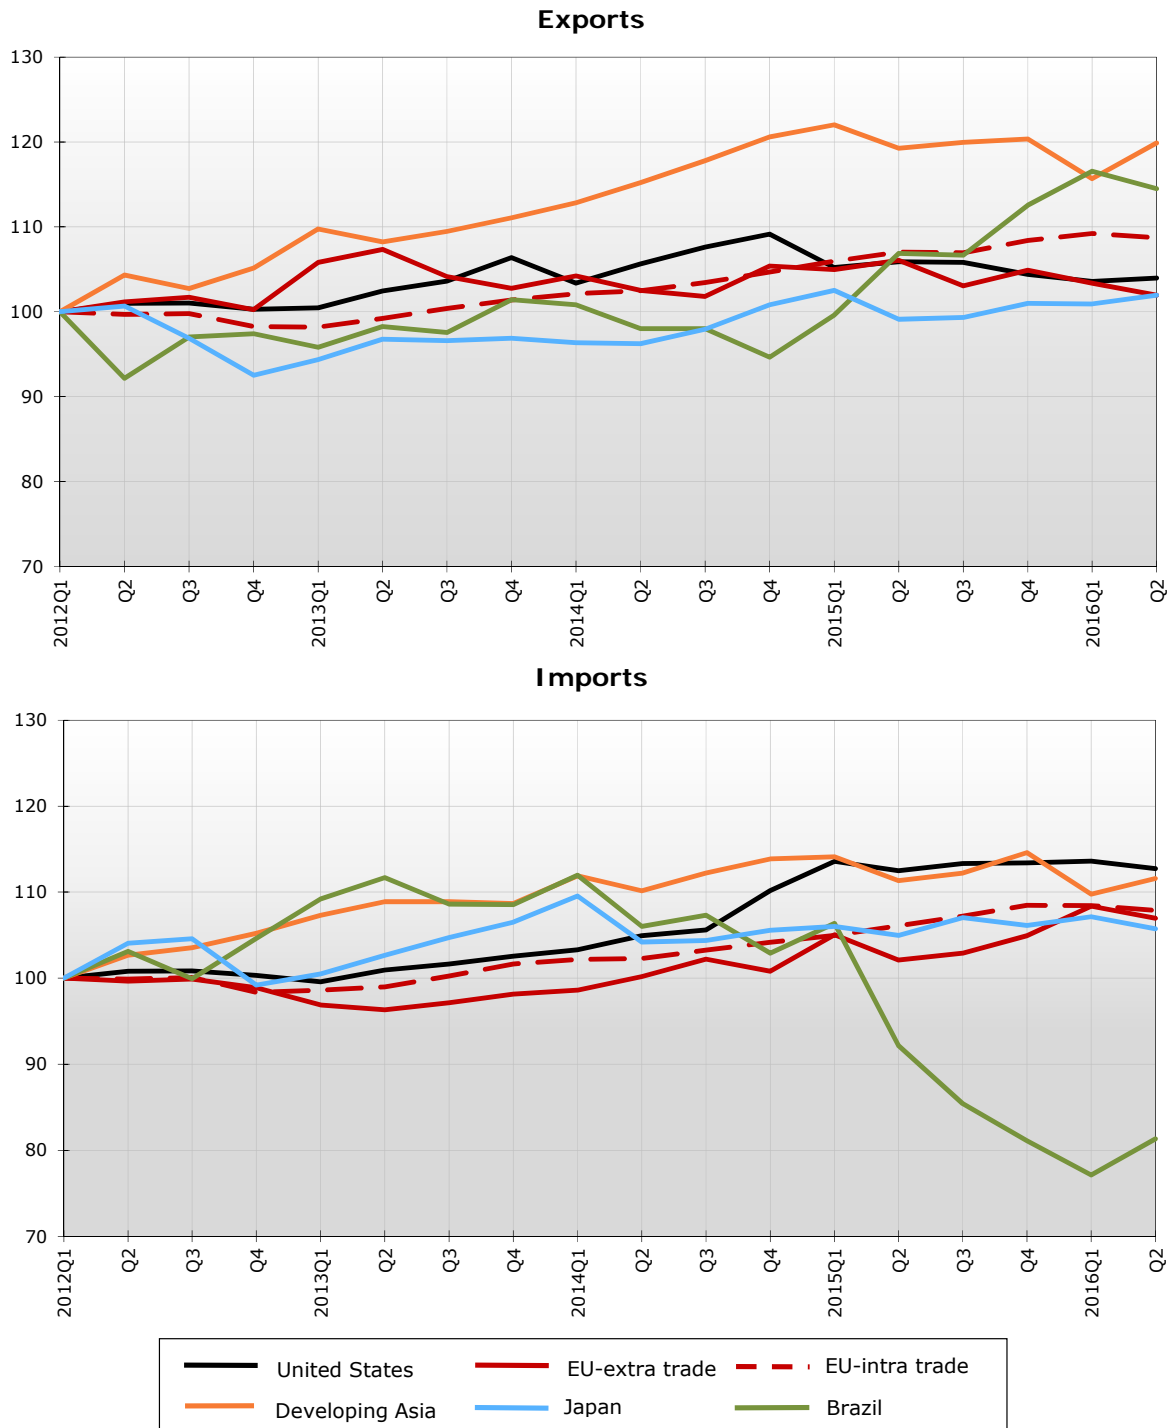 Exports
130
120
110
100
90
80
70
2012Q1 Q2 Q3 Q4 2013Q1 Q2 Q3 Q4 2014Q1 Q2 Q3 Q4 2015Q1 Q2 Q3 Q4 2016Q1 Q2
Imports
130
120
110
100
90
80
70
2012Q1 Q2 Q3 Q4 2013Q1 Q2 Q3 Q4 2014Q1 Q2 Q3 Q4 2015Q1 Q2 Q3 Q4 2016Q1 Q2
United States EU-extra trade EU-intra trade
Developing Asia Japan Brazil